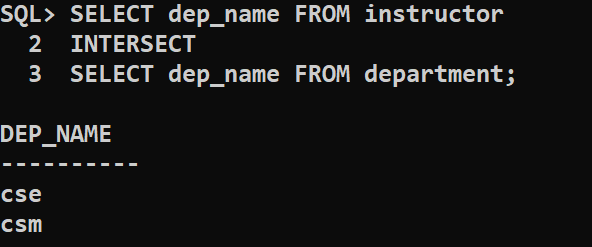 SQL> SELECT dep_name FROM instructor
  2  INTERSECT
  3  SELECT dep_name FROM department;
DEP_NAME
----------
cse
csm